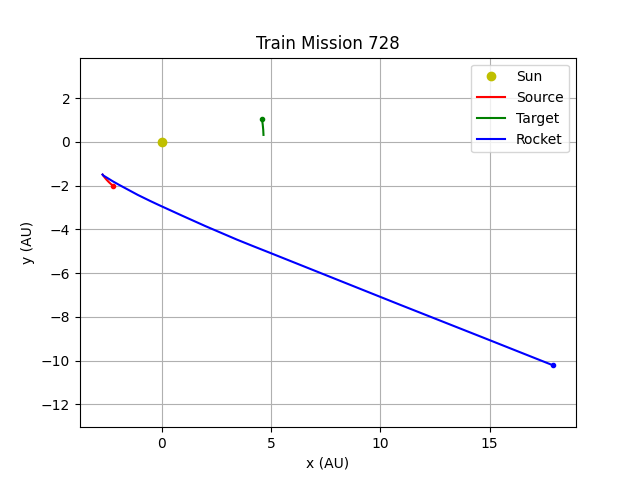 Train Mission 728
Sun
Source
Target
Rocket
2
0
−2
−4
−6
−8
−10
−12
y (AU)
0 5 10 15
x (AU)